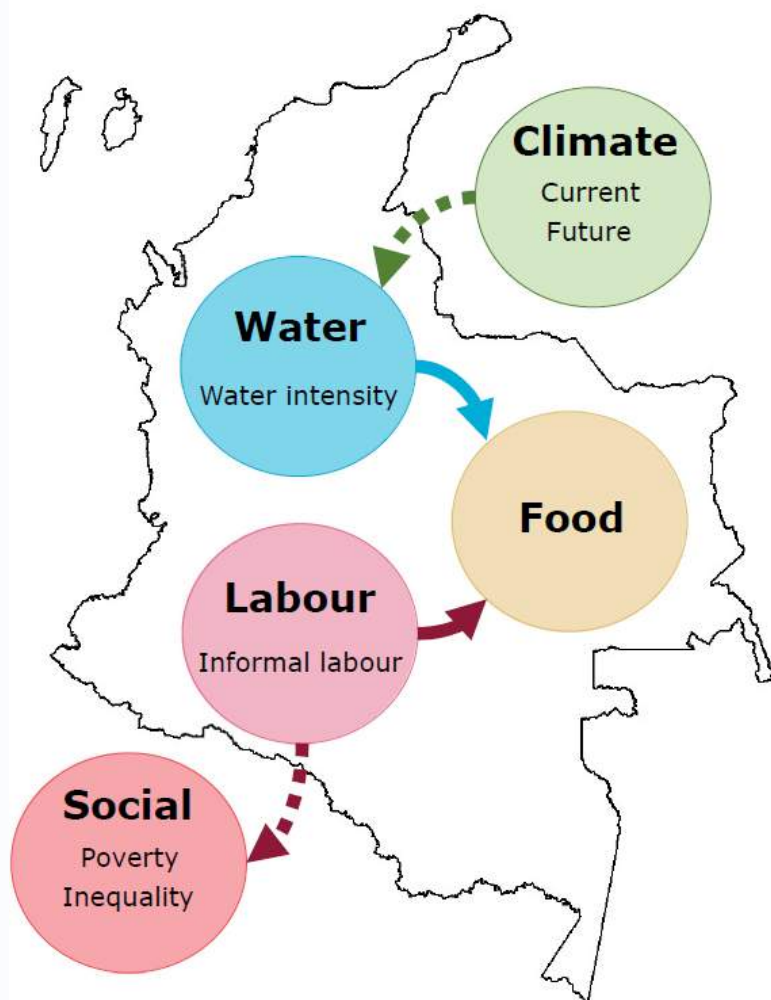 Climate
Current
Future
Water
Water intensity
Food
Labour
Informal labour
Social
Poverty
Inequality